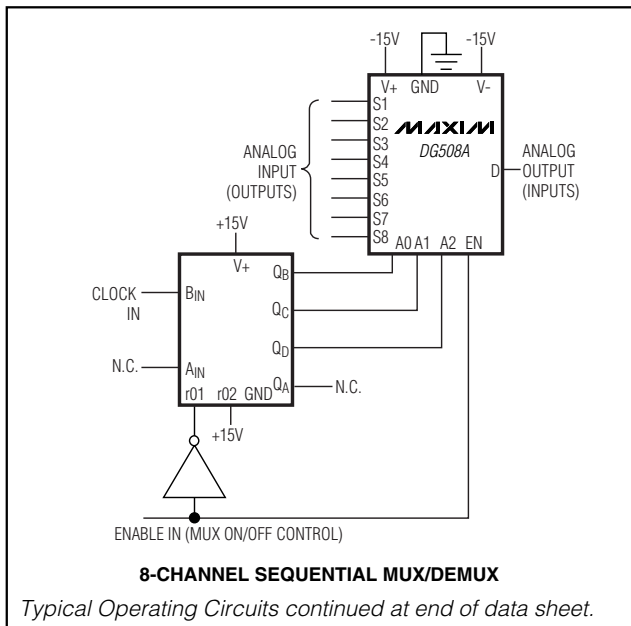 -15V -15V
V+ GND V-
S1
S2
S3
S4
S5
S6
S7
S8
MAXIM
DG508A
ANALOG
INPUT
(OUTPUTS)
D
ANALOG
OUTPUT
(INPUTS)
A0 A1 A2 EN
+15V
V+
QB
QC
QD
QA
N.C.
CLOCK
IN
BIN
N.C.
AIN
r01 r02 GND
+15V
ENABLE IN (MUX ON/OFF CONTROL)
8-CHANNEL SEQUENTIAL MUX/DEMUX
Typical Operating Circuits continued at end of data sheet.